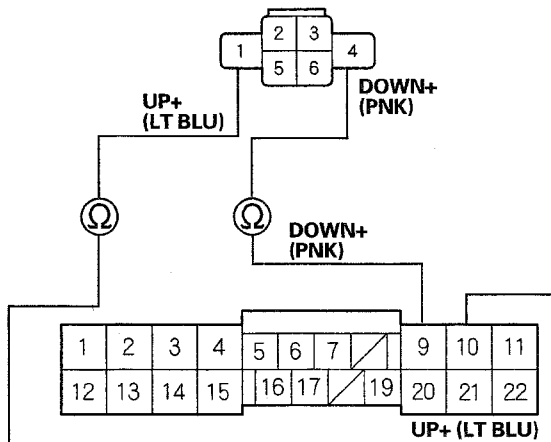 2 3
1 4
5 6
UP+
(LT BLU)
DOWN+
(PNK)
Ω Ω
DOWN+
(PNK)
1 2 3 4 5 6 7 9 10 11
12 13 14 15 16 17 19 20 21 22
UP+ (LT BLU)